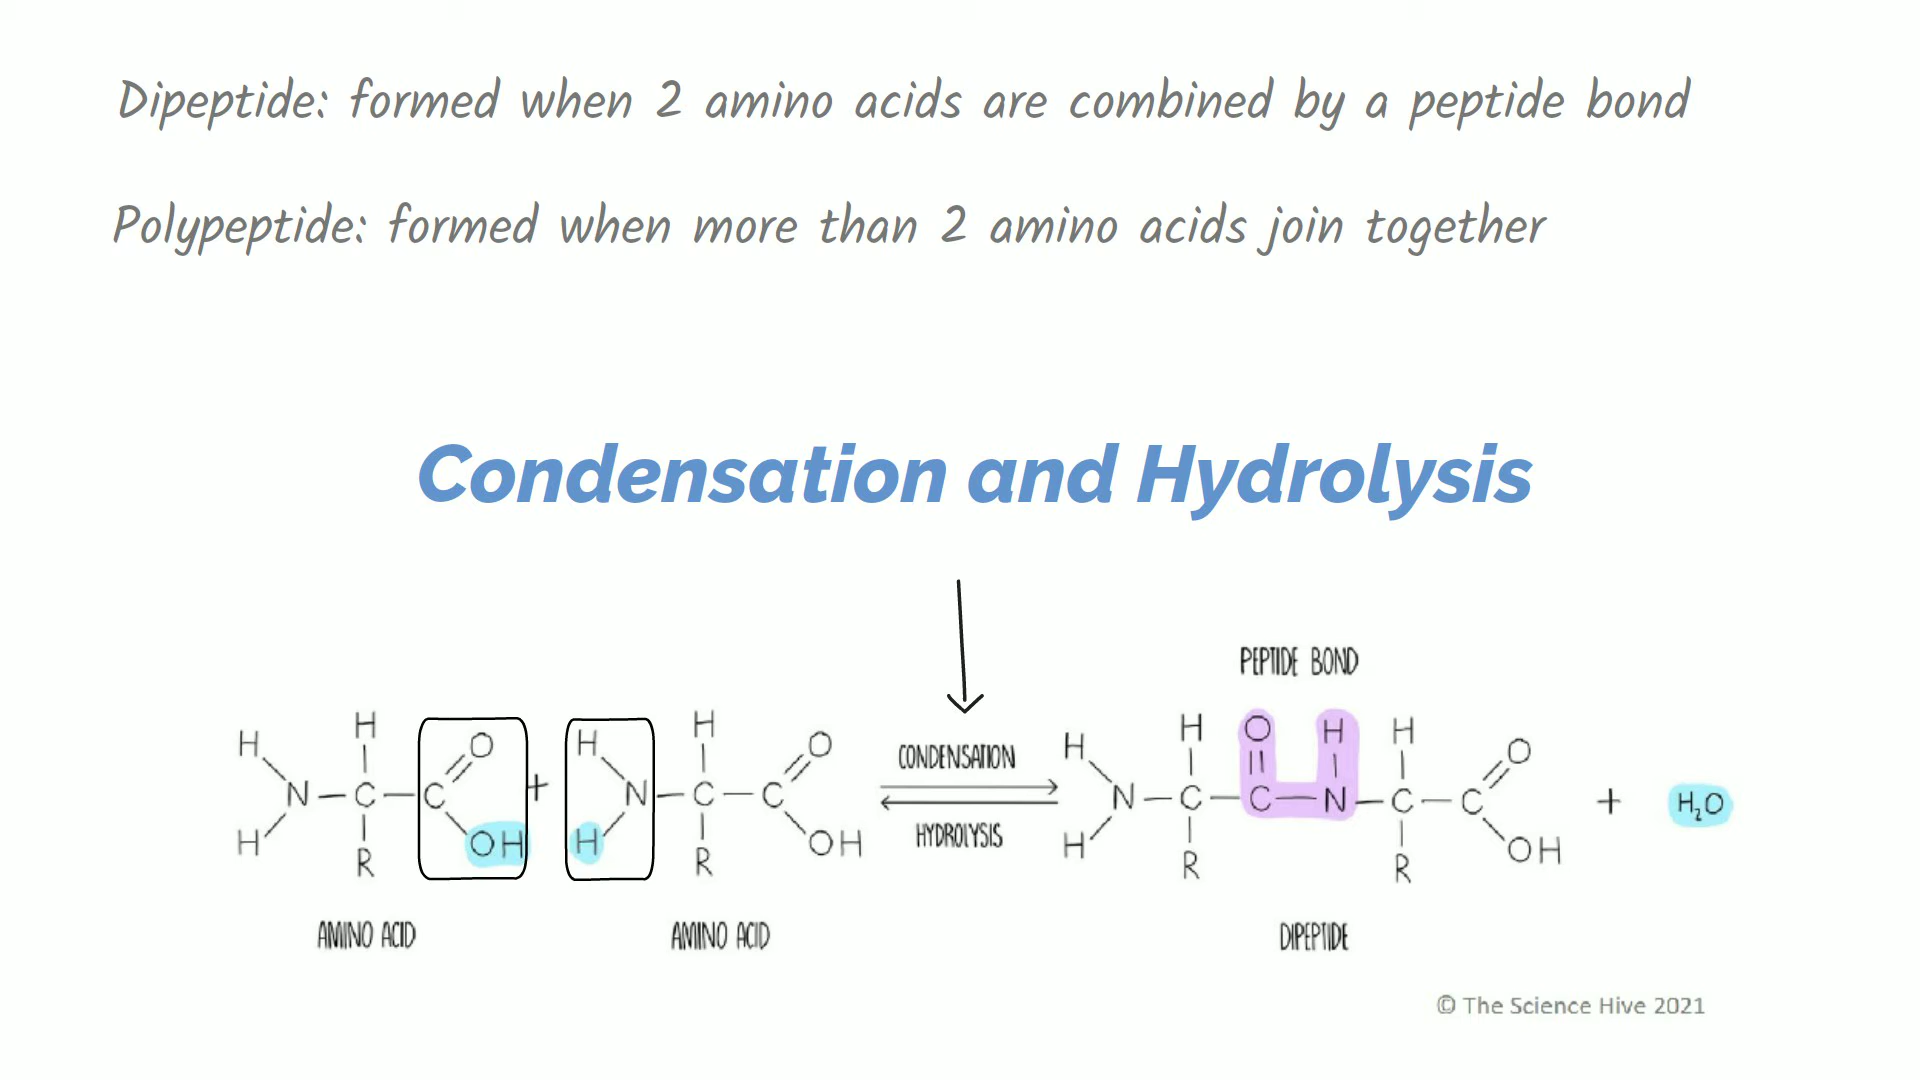 Dipeptide: formed when 2 amino acids are combined by a peptide bond
Polypeptide: formed when more than 2 amino acids join together
Condensation and Hydrolysis
PEPTIDE BOND
H H O H H O H H O H H O
CONDENSATION
N C C + N C C N C C N C C + H₂O
HYDROLYSIS
H R OH H R OH H R R OH
AMINO ACID AMINO ACID DIPEPTIDE
© The Science Hive 2021